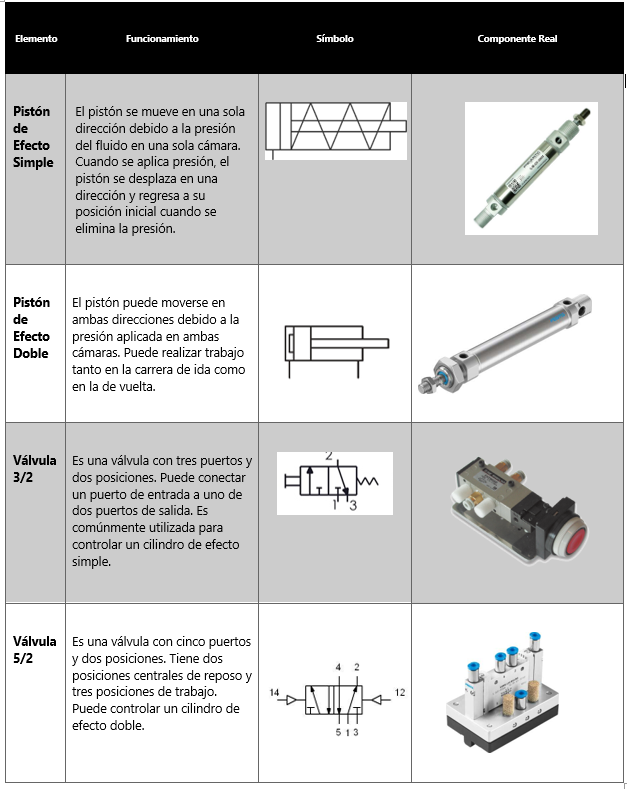 Elemento
Funcionamiento
Símbolo
Componente Real
Pistón
de
Efecto
Simple
El pistón se mueve en una sola
dirección debido a la presión
del fluido en una sola cámara.
Cuando se aplica presión, el
pistón se desplaza en una
dirección y regresa a su
posición inicial cuando se
elimina la presión.
Pistón
de
Efecto
Doble
El pistón puede moverse en
ambas direcciones debido a la
presión aplicada en ambas
cámaras. Puede realizar trabajo
tanto en la carrera de ida como
en la de vuelta.
Válvula
3/2
Es una válvula con tres puertos y
dos posiciones. Puede conectar
un puerto de entrada a uno de
dos puertos de salida. Es
comúnmente utilizada para
controlar un cilindro de efecto
simple.
2
1 3
Válvula
5/2
Es una válvula con cinco puertos
y dos posiciones. Tiene dos
posiciones centrales de reposo y
tres posiciones de trabajo.
Puede controlar un cilindro de
efecto doble.
4 2
14 12
5 1 3